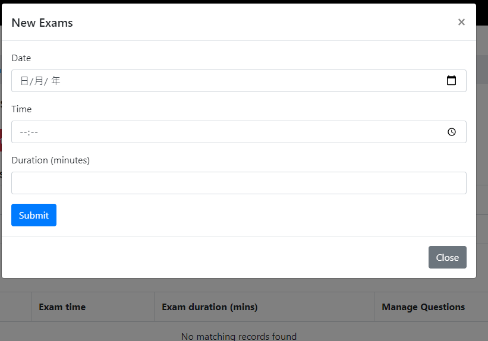 New Exams ×
Date
日/月/ 年
Time
--:--
Duration (minutes)
Submit
Close
Exam time Exam duration (mins) Manage Questions
No matching records found